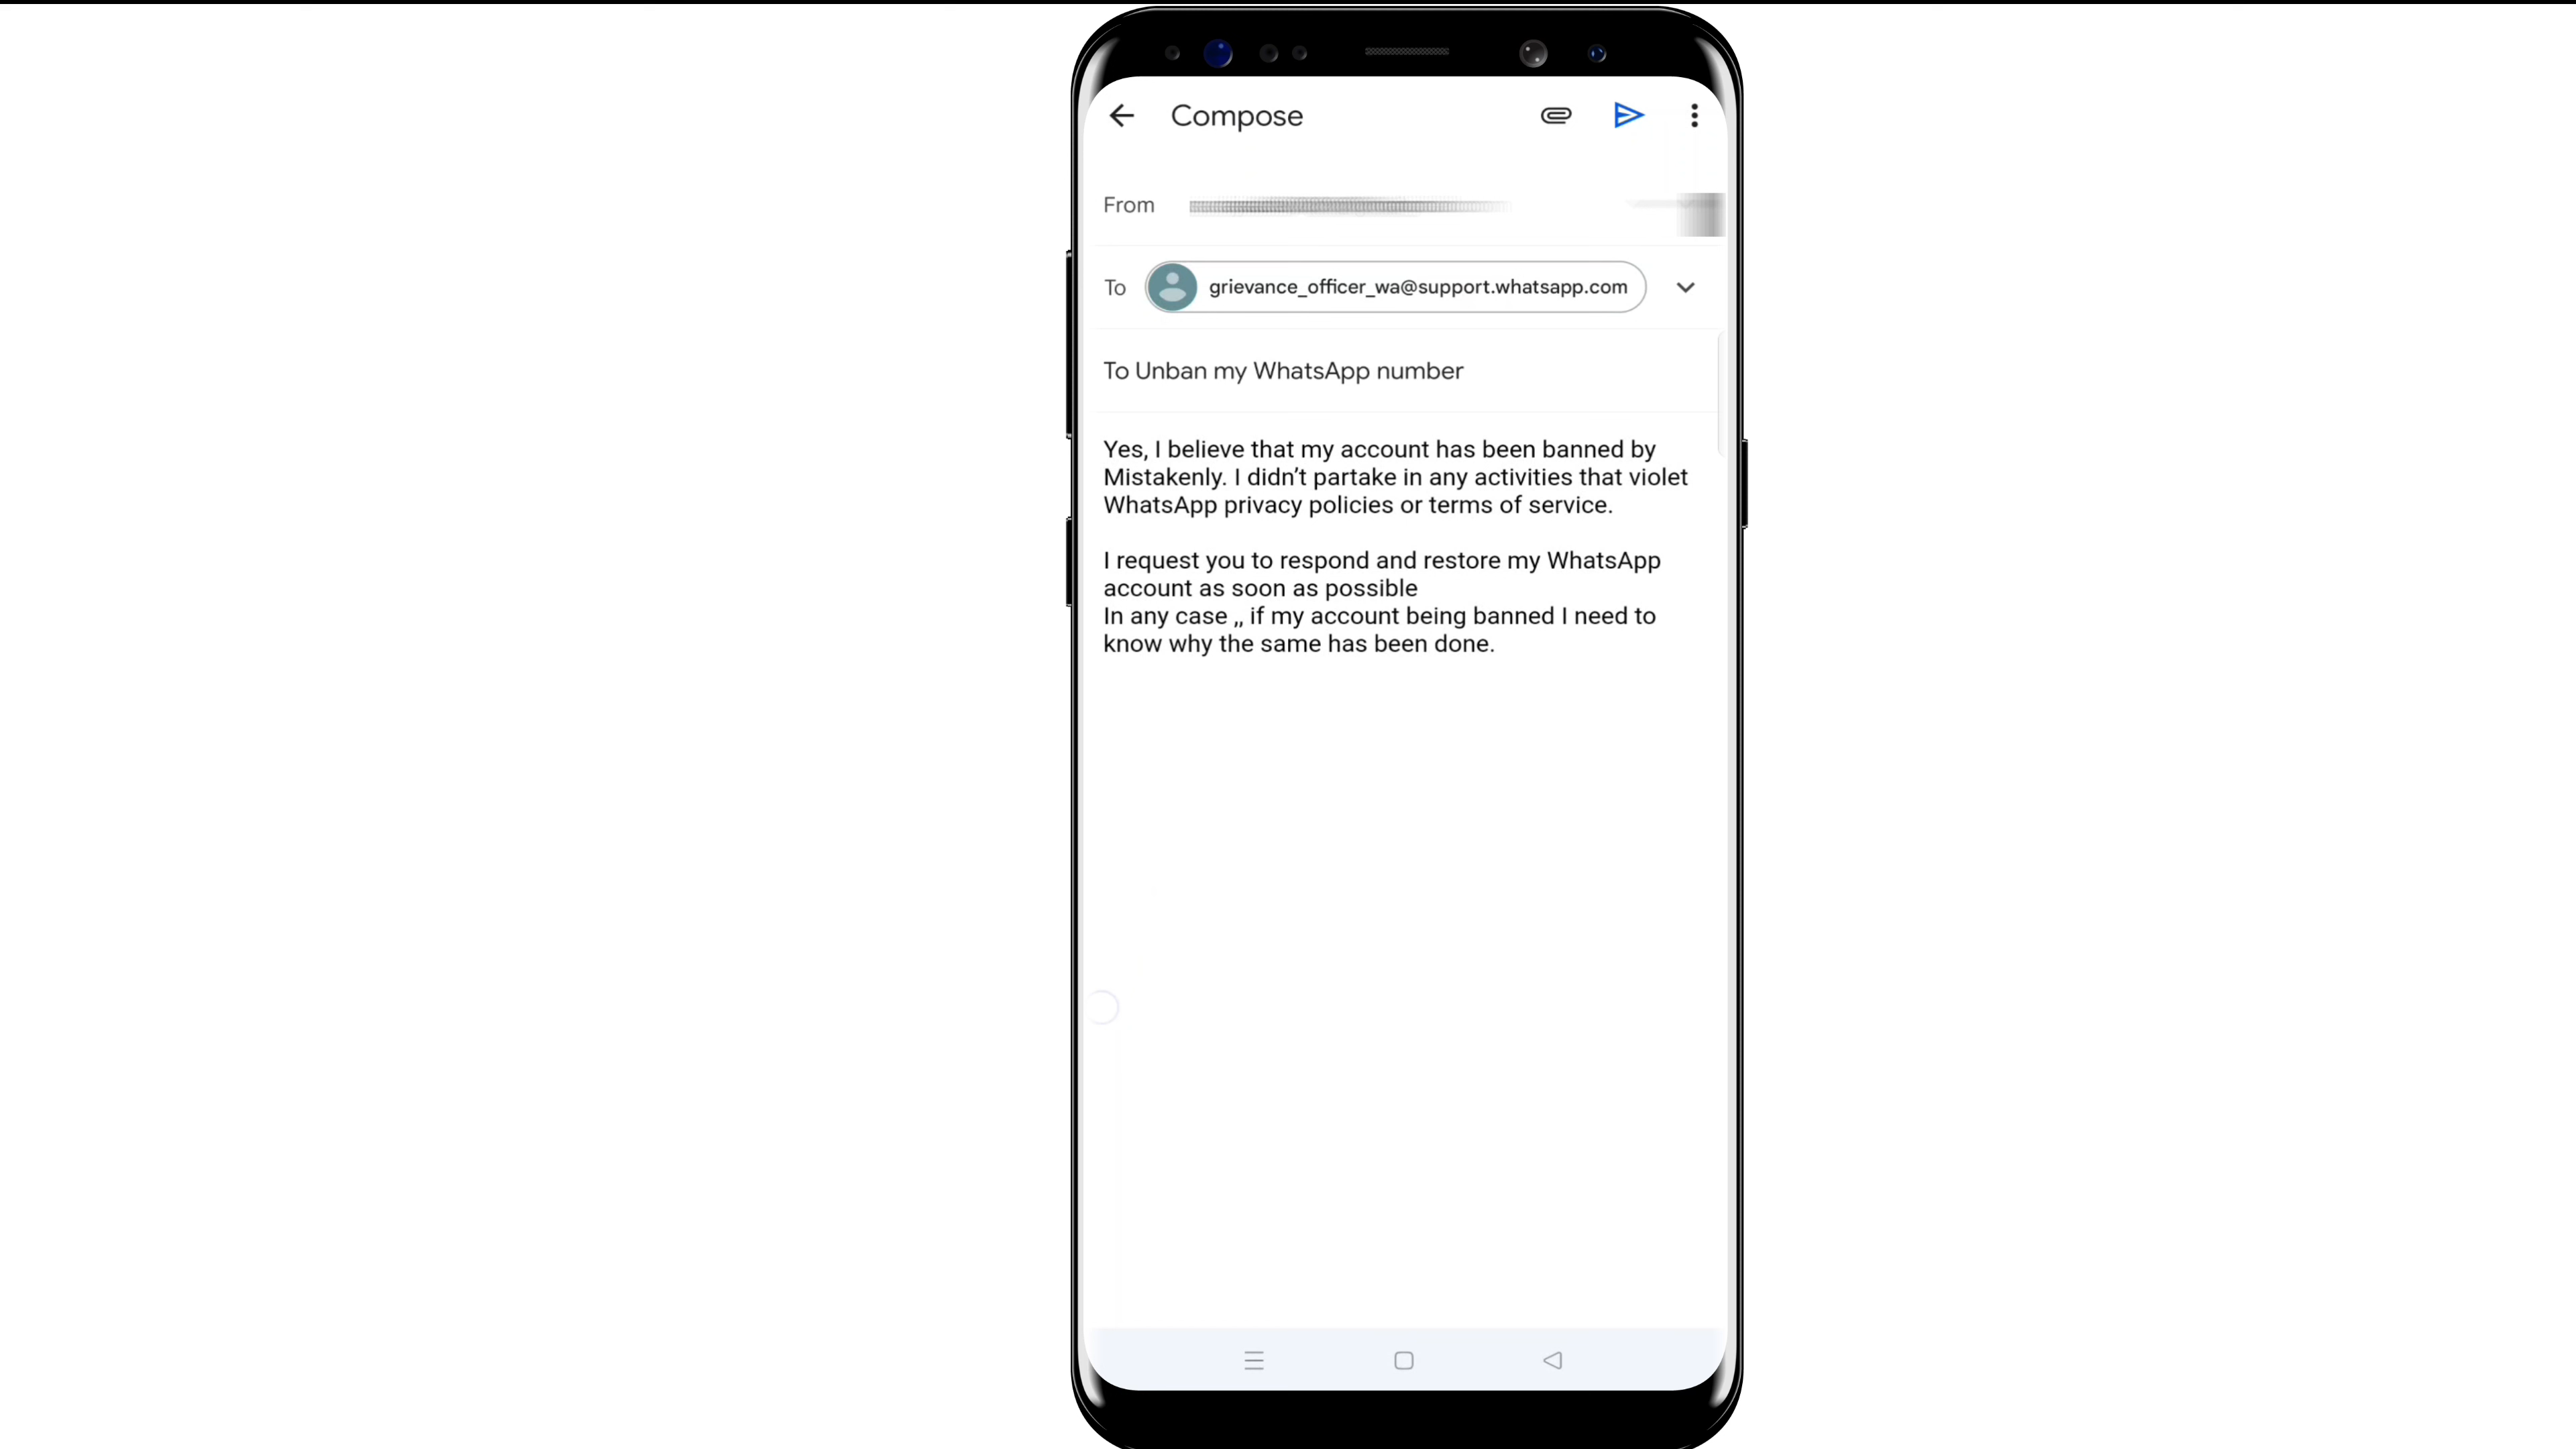 Compose
From
To grievance_officer_wa@support.whatsapp.com
To Unban my WhatsApp number
Yes, I believe that my account has been banned by
Mistakenly. I didn’t partake in any activities that violet
WhatsApp privacy policies or terms of service.
I request you to respond and restore my WhatsApp
account as soon as possible
In any case ,, if my account being banned I need to
know why the same has been done.